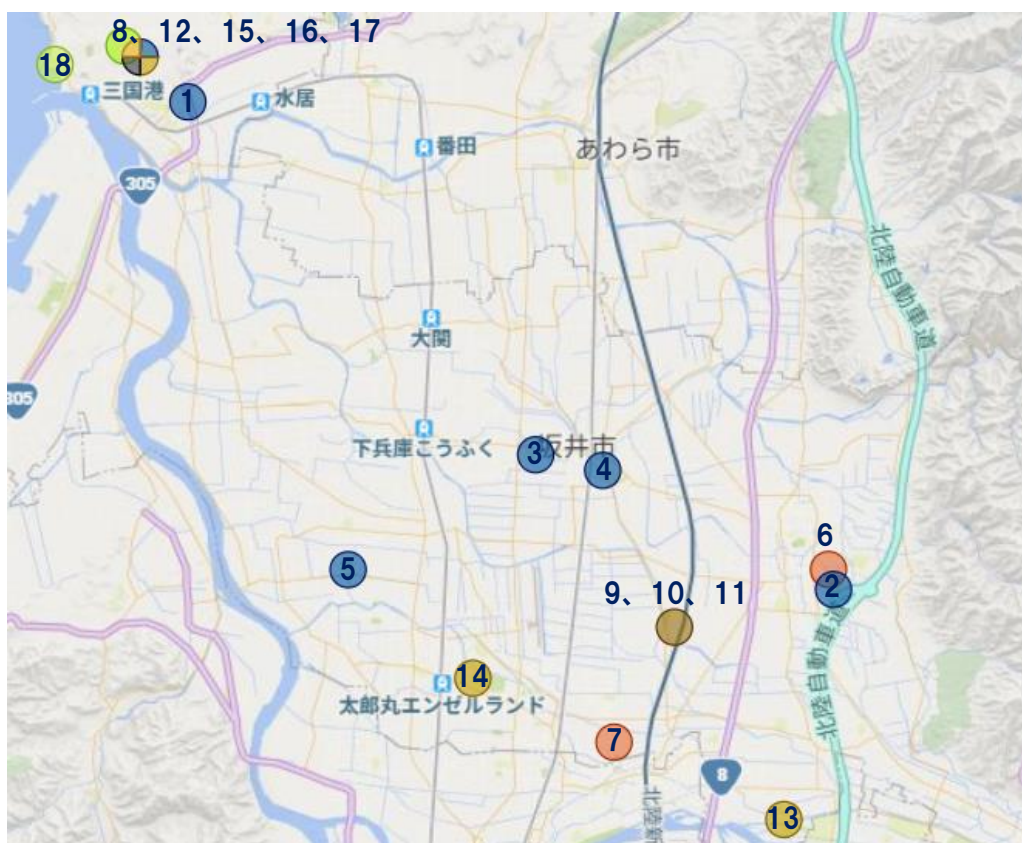 8、12、15、16、17
18
三国港
1
水居
番田
あわら市
305
北陸自動車道
大関
305
下兵庫こうふく
3
坂井市
4
6
5
2
9、10、11
北陸自動車道
14
太郎丸エンゼルランド
7
8
13
北陸新